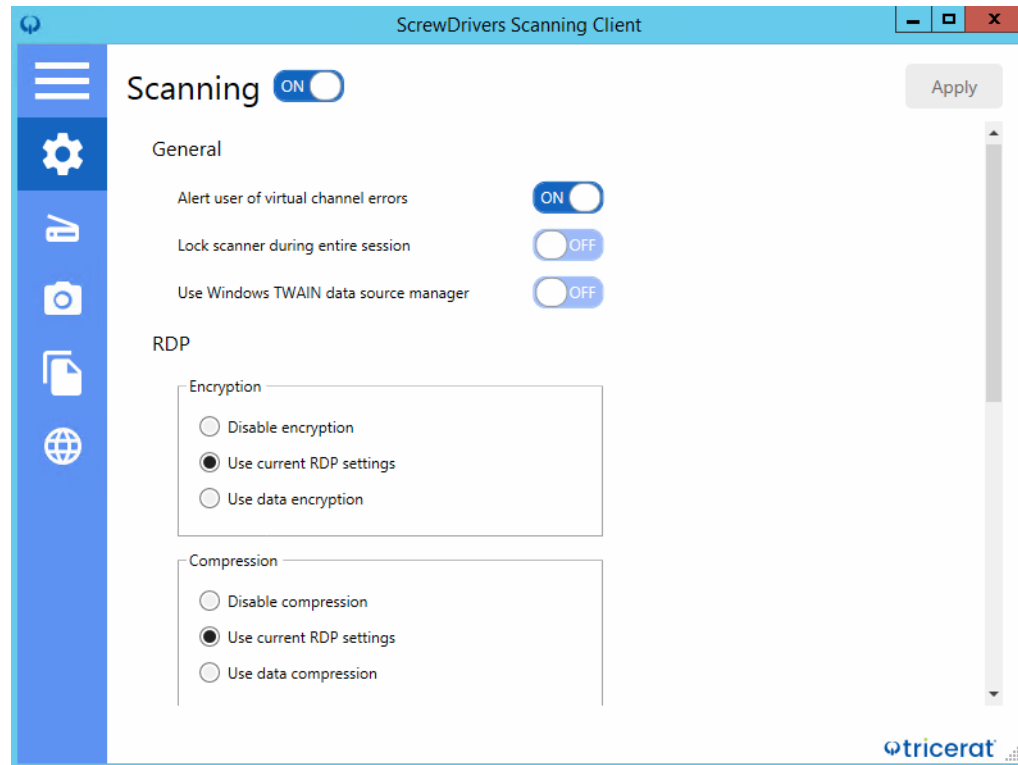 ScrewDrivers Scanning Client
Scanning ON
Apply
General
Alert user of virtual channel errors ON
Lock scanner during entire session OFF
Use Windows TWAIN data source manager OFF
RDP
Encryption
Disable encryption
Use current RDP settings
Use data encryption
Compression
Disable compression
Use current RDP settings
Use data compression
tricerat